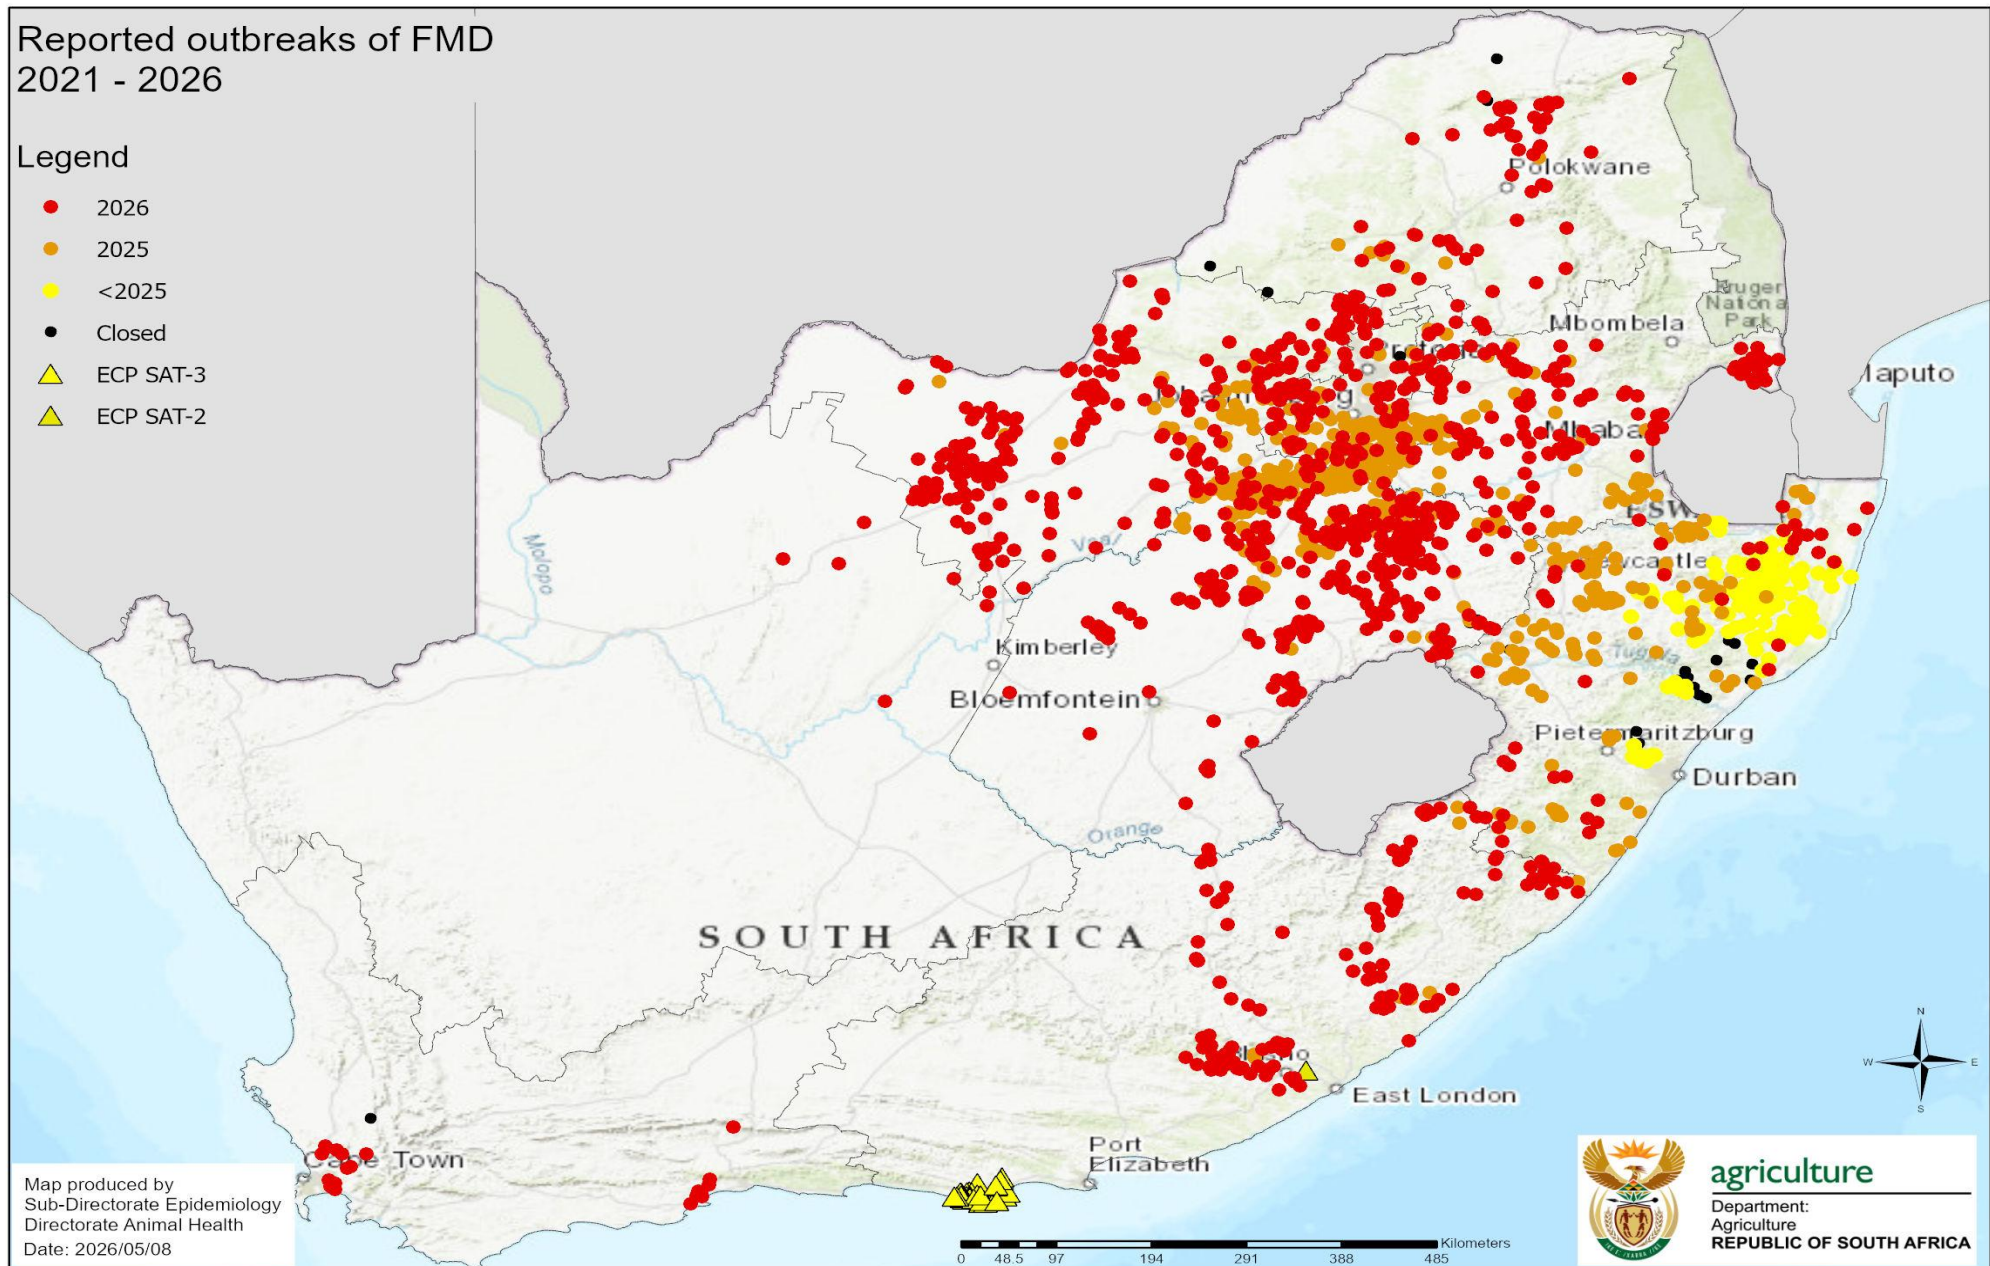 Reported outbreaks of FMD
2021 - 2026
Legend
2026
2025
<2025
Closed
ECP SAT-3
ECP SAT-2
Polokwane
Kruger
Nationa
Park
Mbombela
Vaal
Molopo
Kimberley
Bloemfontein
Tugela
Pietermaritzburg
Durban
Orange
SOUTH AFRICA
East London
Port
Elizabeth
Cape Town
N
W
E
S
Map produced by
Sub-Directorate Epidemiology
Directorate Animal Health
Date: 2026/05/08
0 48.5 97 194 291 388 485
Kilometers
agriculture
Department:
Agriculture
REPUBLIC OF SOUTH AFRICA